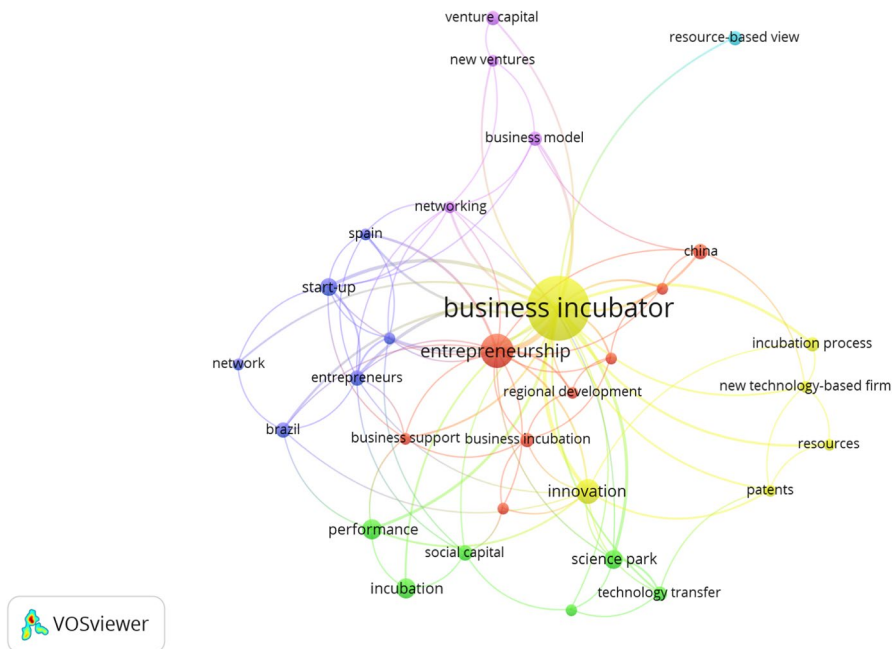 venture capital
resource-based view
new ventures
business model
networking
spain
china
start-up
business incubator
incubation process
entrepreneurship
network
entrepreneurs
new technology-based firm
regional development
brazil
business support
business incubation
resources
innovation
patents
performance
social capital
science park
incubation
technology transfer
VOSviewer